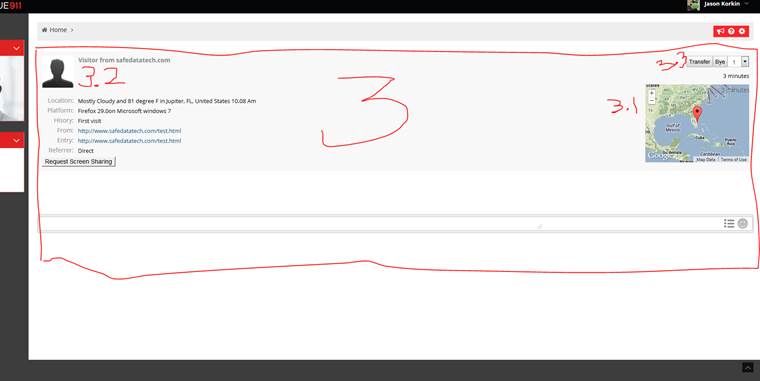 UE911
Jason Korkin
Home >
Visitor from safedatatech.com
3.2
3
3.3
Transfer
Bye
1
3 minutes
Location: Mostly Cloudy and 81 degree F in Jupiter, FL, United States 10.08 Am
Platform: Firefox 29.0on Microsoft windows 7
Hisory: First visit
From: http://www.safedatatech.com/test.html
Entry: http://www.safedatatech.com/test.html
Referrer: Direct
Request Screen Sharing
3.1
+
−
minutes
Gulf of
Mexico
Cuba
Puerto
Rico
Caribbean
Google
Map Data
Terms of Use